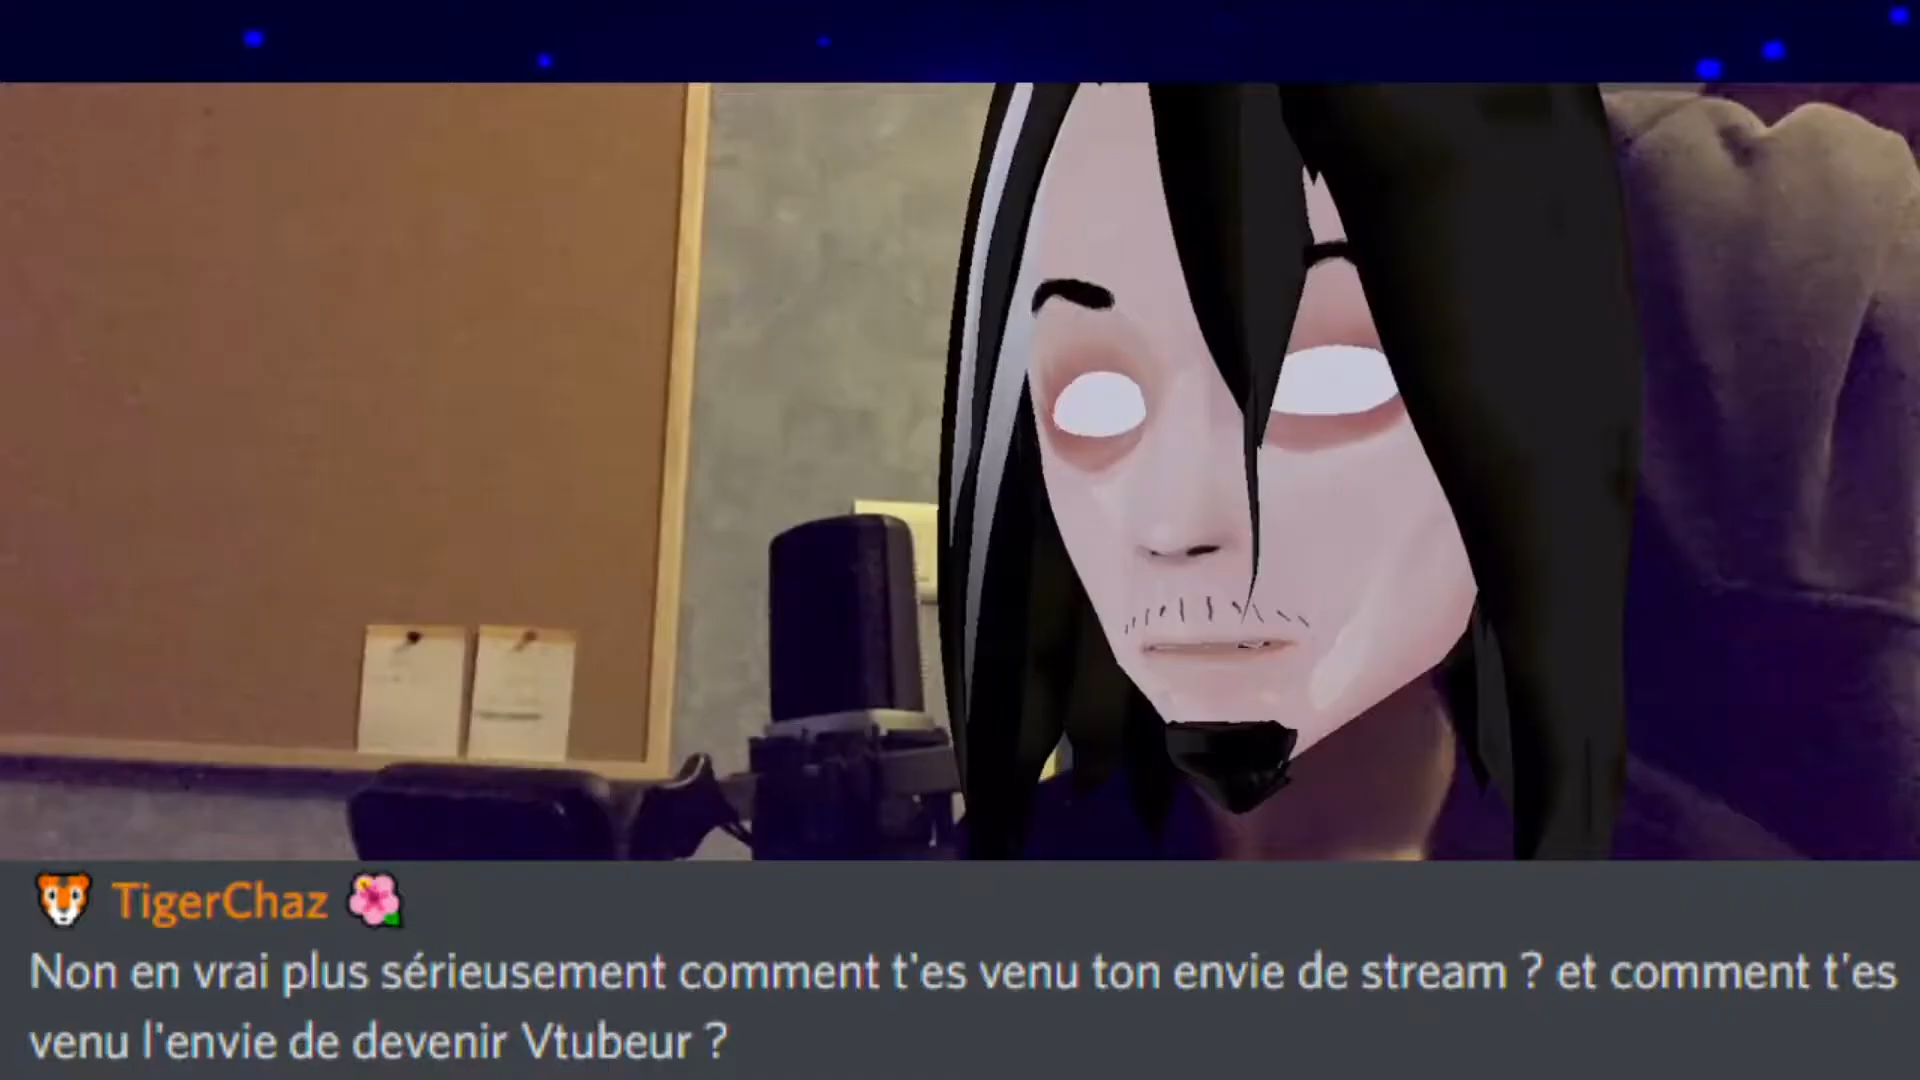 TigerChaz
Non en vrai plus sérieusement comment t'es venu ton envie de stream ? et comment t'es
venu l'envie de devenir Vtubeur ?